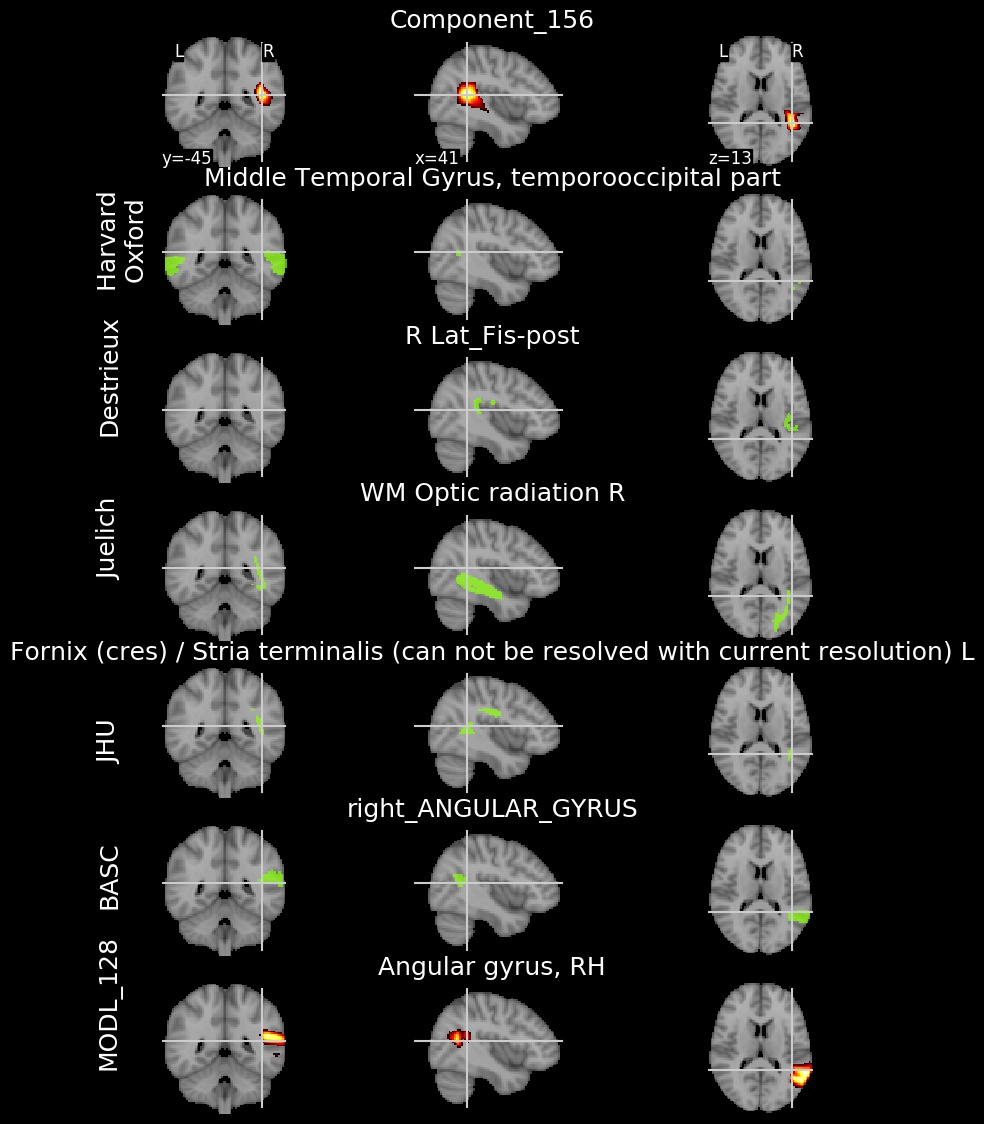 Component_156
L R L R
y=-45 x=41 z=13
Middle Temporal Gyrus, temporooccipital part
Harvard
Oxford
R Lat_Fis-post
Destrieux
WM Optic radiation R
Juelich
Fornix (cres) / Stria terminalis (can not be resolved with current resolution) L
JHU
right_ANGULAR_GYRUS
BASC
Angular gyrus, RH
MODL_128